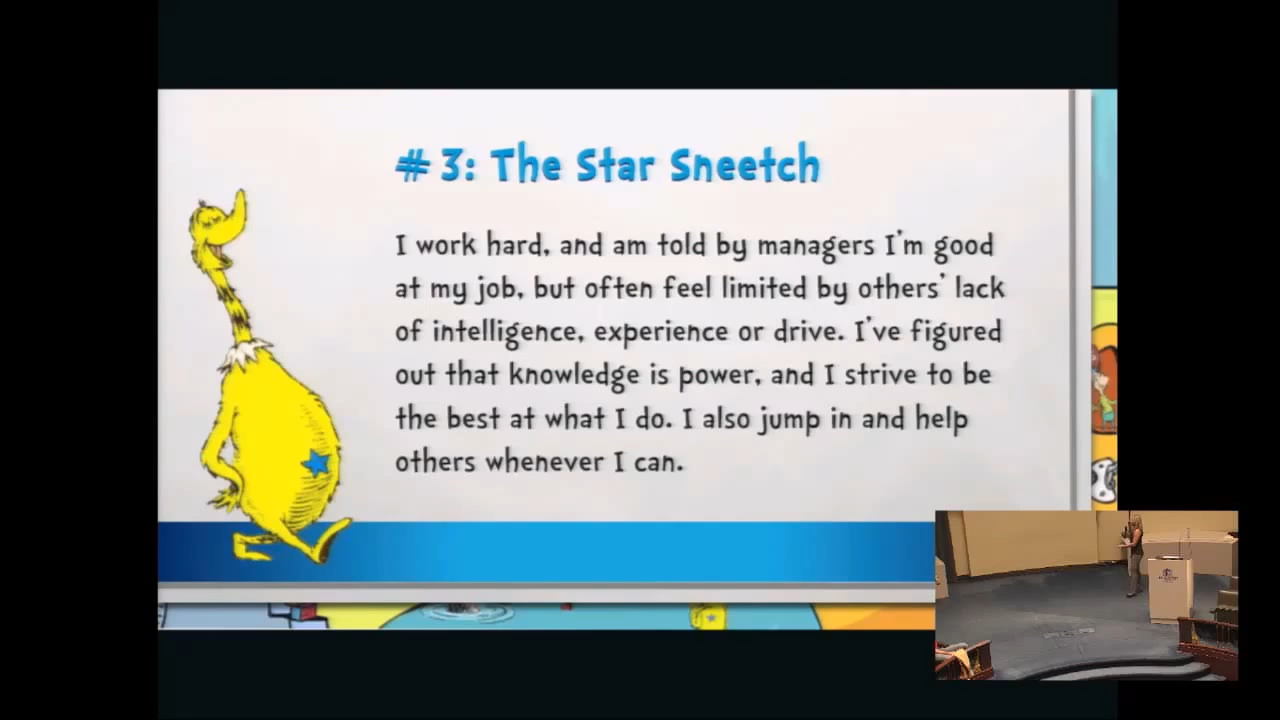 # 3: The Star Sneetch
I work hard, and am told by managers I'm good
at my job, but often feel limited by others' lack
of intelligence, experience or drive. I've figured
out that knowledge is power, and I strive to be
the best at what I do. I also jump in and help
others whenever I can.